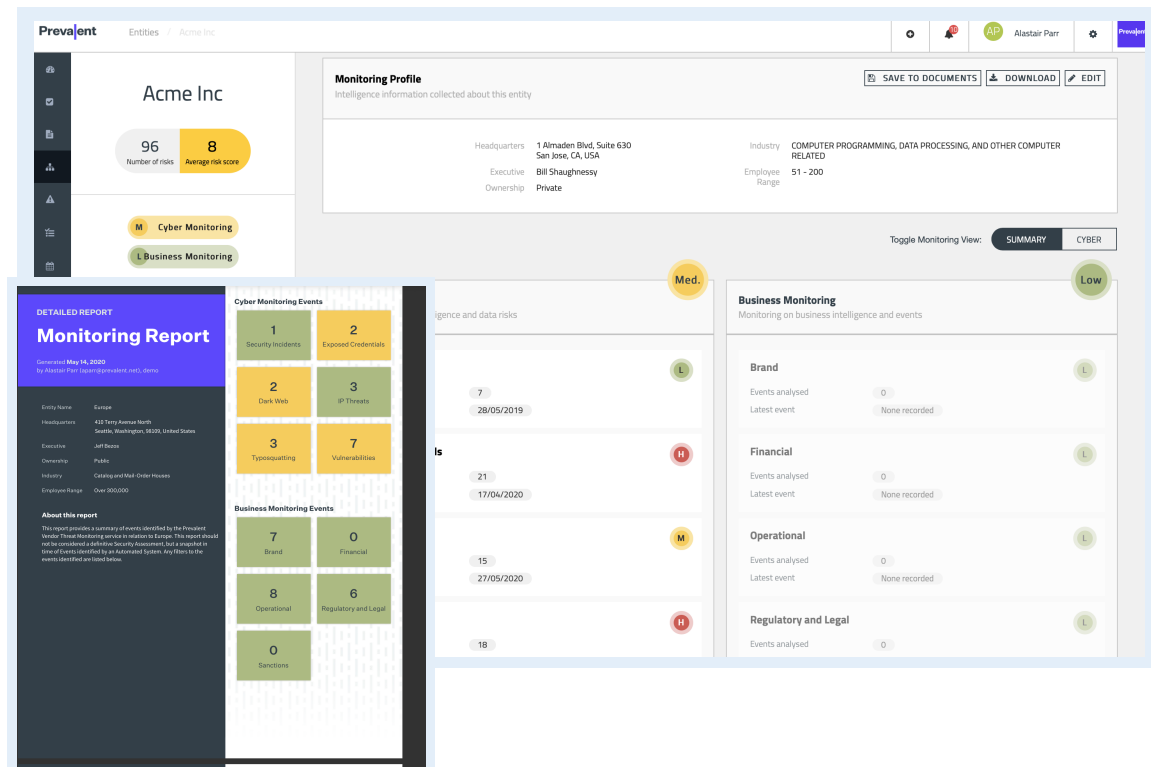 Prevalent
Entities / Acme Inc
AP
Alastair Parr
Prevalent
Acme Inc
96
Number of risks
8
Average risk score
M Cyber Monitoring
L Business Monitoring
Monitoring Profile
Intelligence information collected about this entity
SAVE TO DOCUMENTS
DOWNLOAD
EDIT
Headquarters 1 Almaden Blvd, Suite 630
San Jose, CA, USA
Executive Bill Shaughnessy
Ownership Private
Industry COMPUTER PROGRAMMING, DATA PROCESSING, AND OTHER COMPUTER
RELATED
Employee 51 - 200
Range
Toggle Monitoring View: SUMMARY CYBER
Med.
igence and data risks
L
7
28/05/2019
ls
H
21
17/04/2020
M
15
27/05/2020
H
18
Low
Business Monitoring
Monitoring on business intelligence and events
Brand
L
Events analysed 0
Latest event None recorded
Financial
L
Events analysed 0
Latest event None recorded
Operational
L
Events analysed 0
Latest event None recorded
Regulatory and Legal
L
Events analysed 0
DETAILED REPORT
Monitoring Report
Generated May 14, 2020
by Alastair Parr (aparr@prevalent.net), demo
Entity Name Europe
Headquarters 410 Terry Avenue North
Seattle, Washington, 98109, United States
Executive Jeff Bezos
Ownership Public
Industry Catalog and Mail-Order Houses
Employee Range Over 300,000
About this report
This report provides a summary of events identified by the Prevalent
Vendor Threat Monitoring service in relation to Europe. This report should
not be considered a definitive Security Assessment, but a snapshot in
time of Events identified by an Automated System. Any filters to the
events identified are listed below.
Cyber Monitoring Events
1
Security Incidents
2
Exposed Credentials
2
Dark Web
3
IP Threats
3
Typosquatting
7
Vulnerabilities
Business Monitoring Events
7
Brand
0
Financial
8
Operational
6
Regulatory and Legal
0
Sanctions